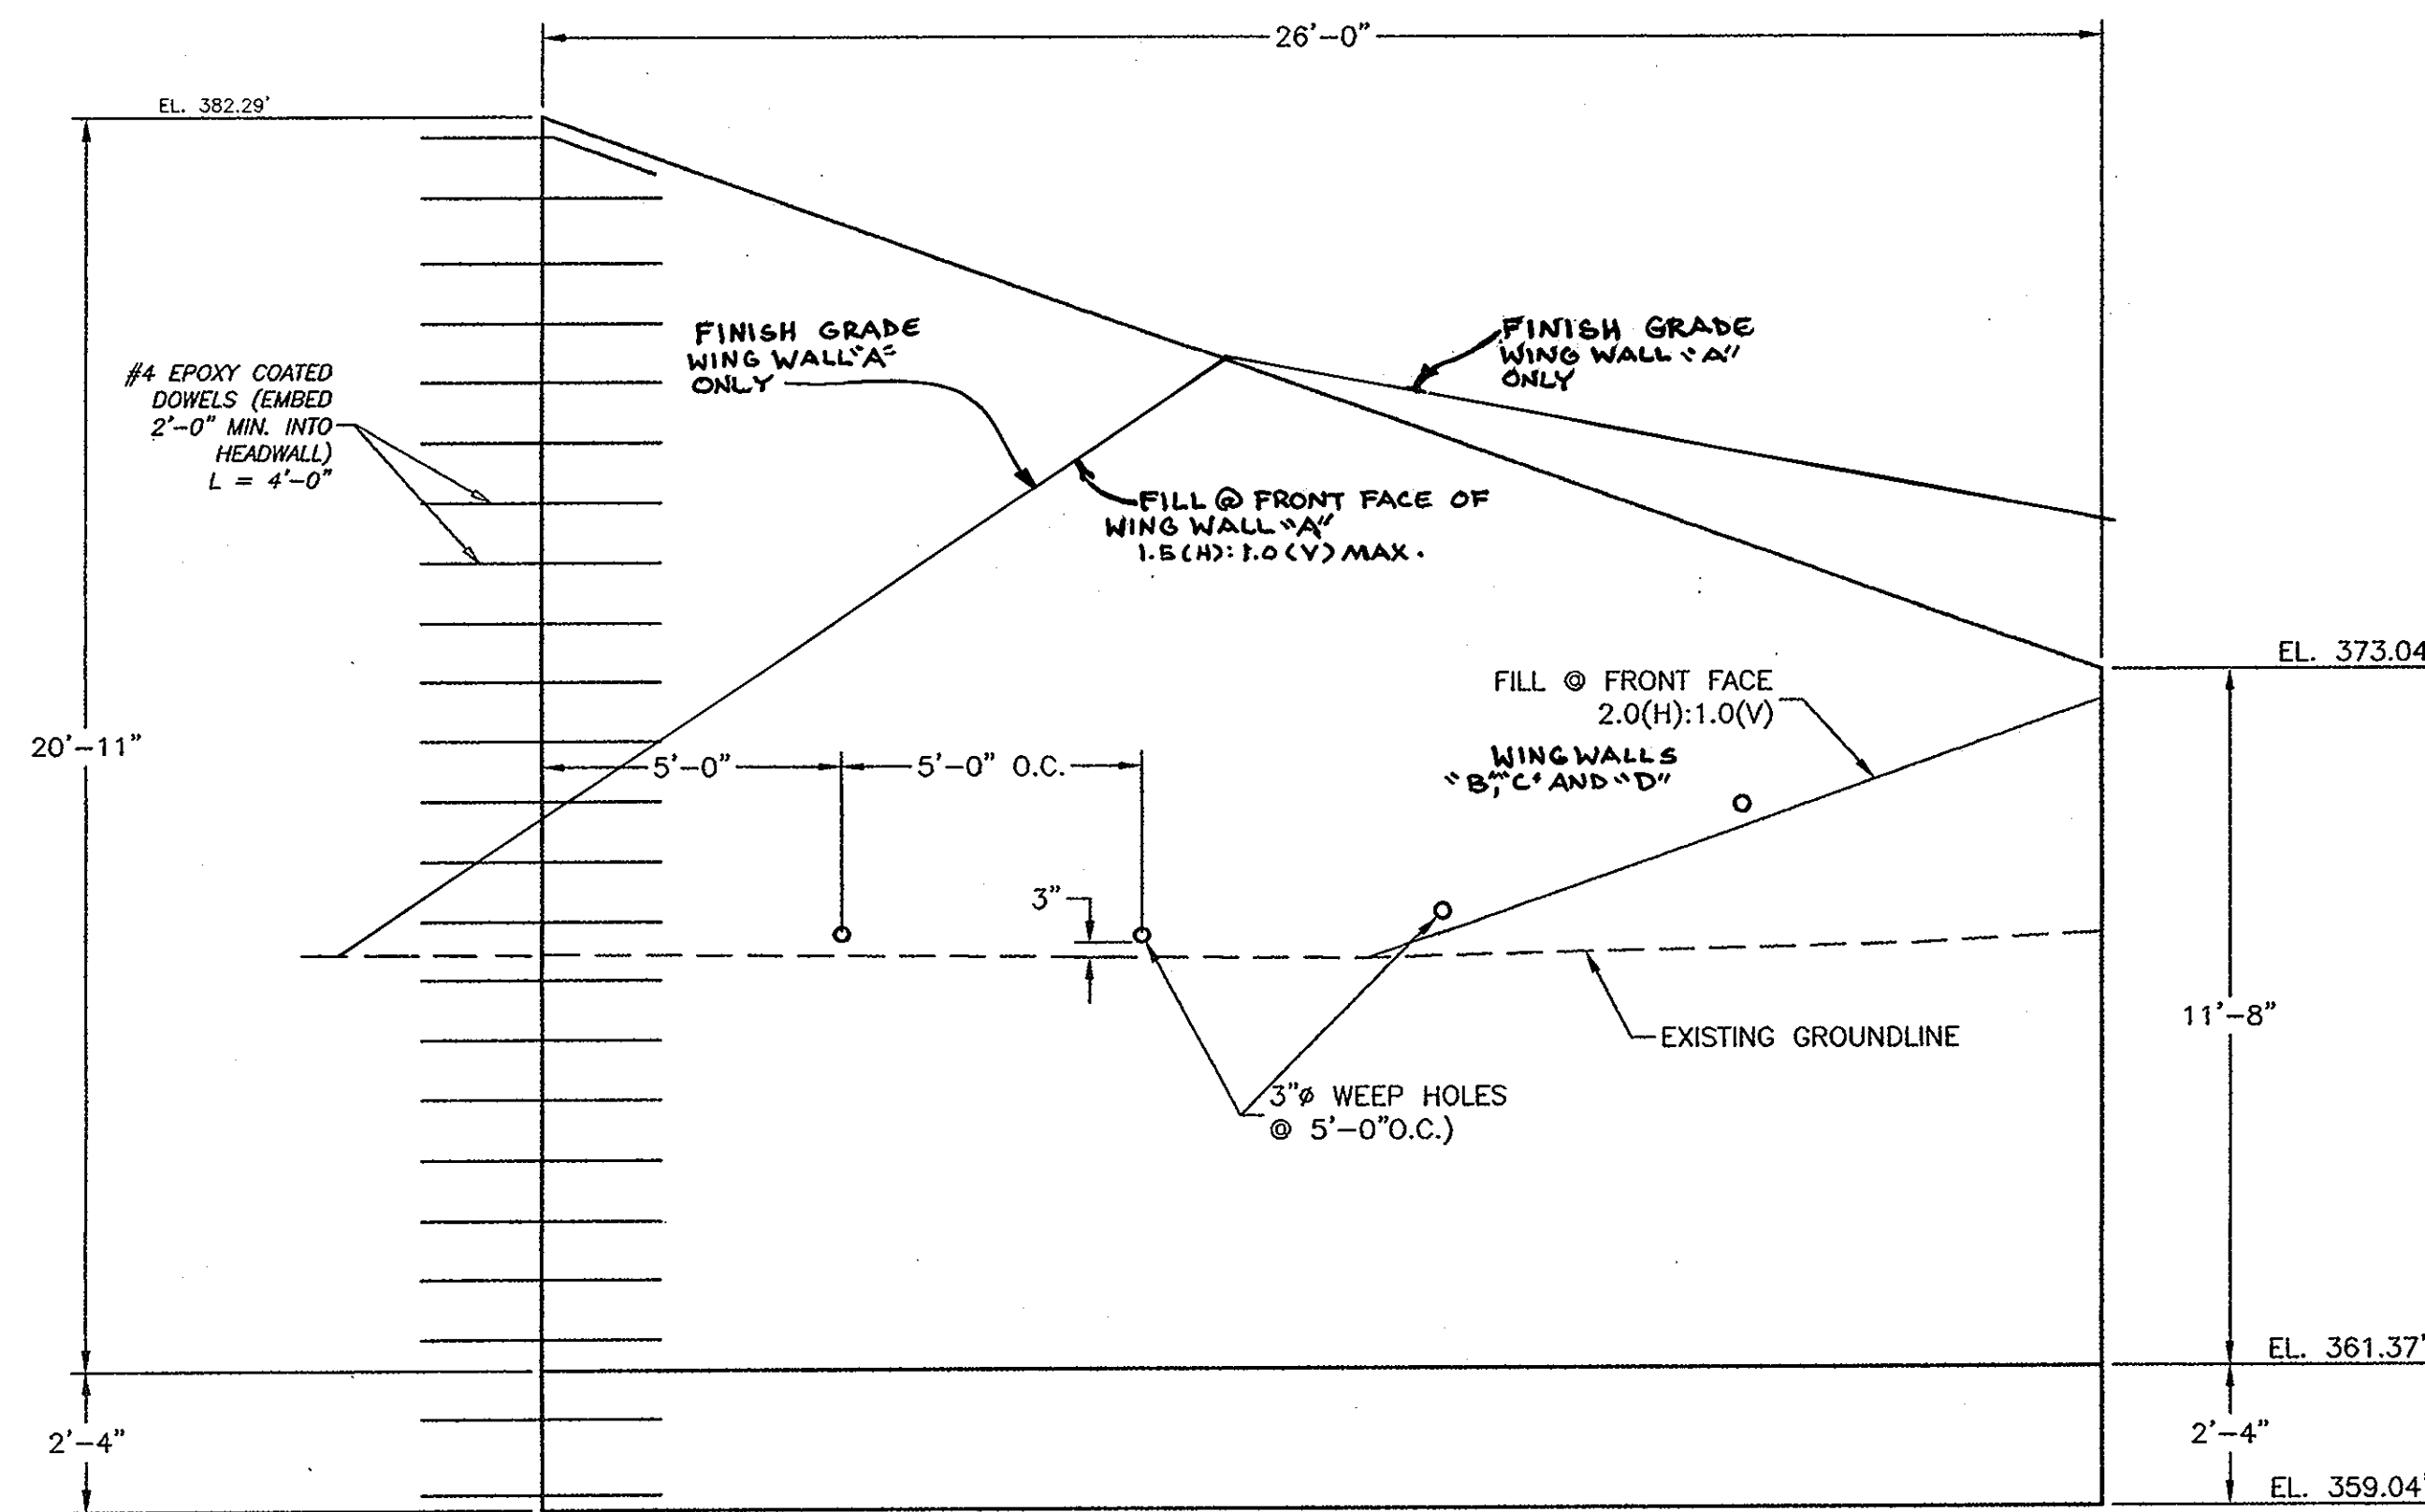 26'-0"
EL. 382.29'
FINISH GRADE
WING WALL "A"
ONLY
FINISH GRADE
WING WALL "A"
ONLY
#4 EPOXY COATED
DOWELS (EMBED
2'-0" MIN. INTO
HEADWALL)
L = 4'-0"
FILL @ FRONT FACE OF
WING WALL "A"
1.5(H):1.0(V) MAX.
EL. 373.04
FILL @ FRONT FACE
2.0(H):1.0(V)
WING WALLS
"B," "C" AND "D"
20'-11"
5'-0"
5'-0" O.C.
3"
11'-8"
EXISTING GROUNDLINE
3"ø WEEP HOLES
@ 5'-0"O.C.)
EL. 361.37'
2'-4"
2'-4"
EL. 359.04'